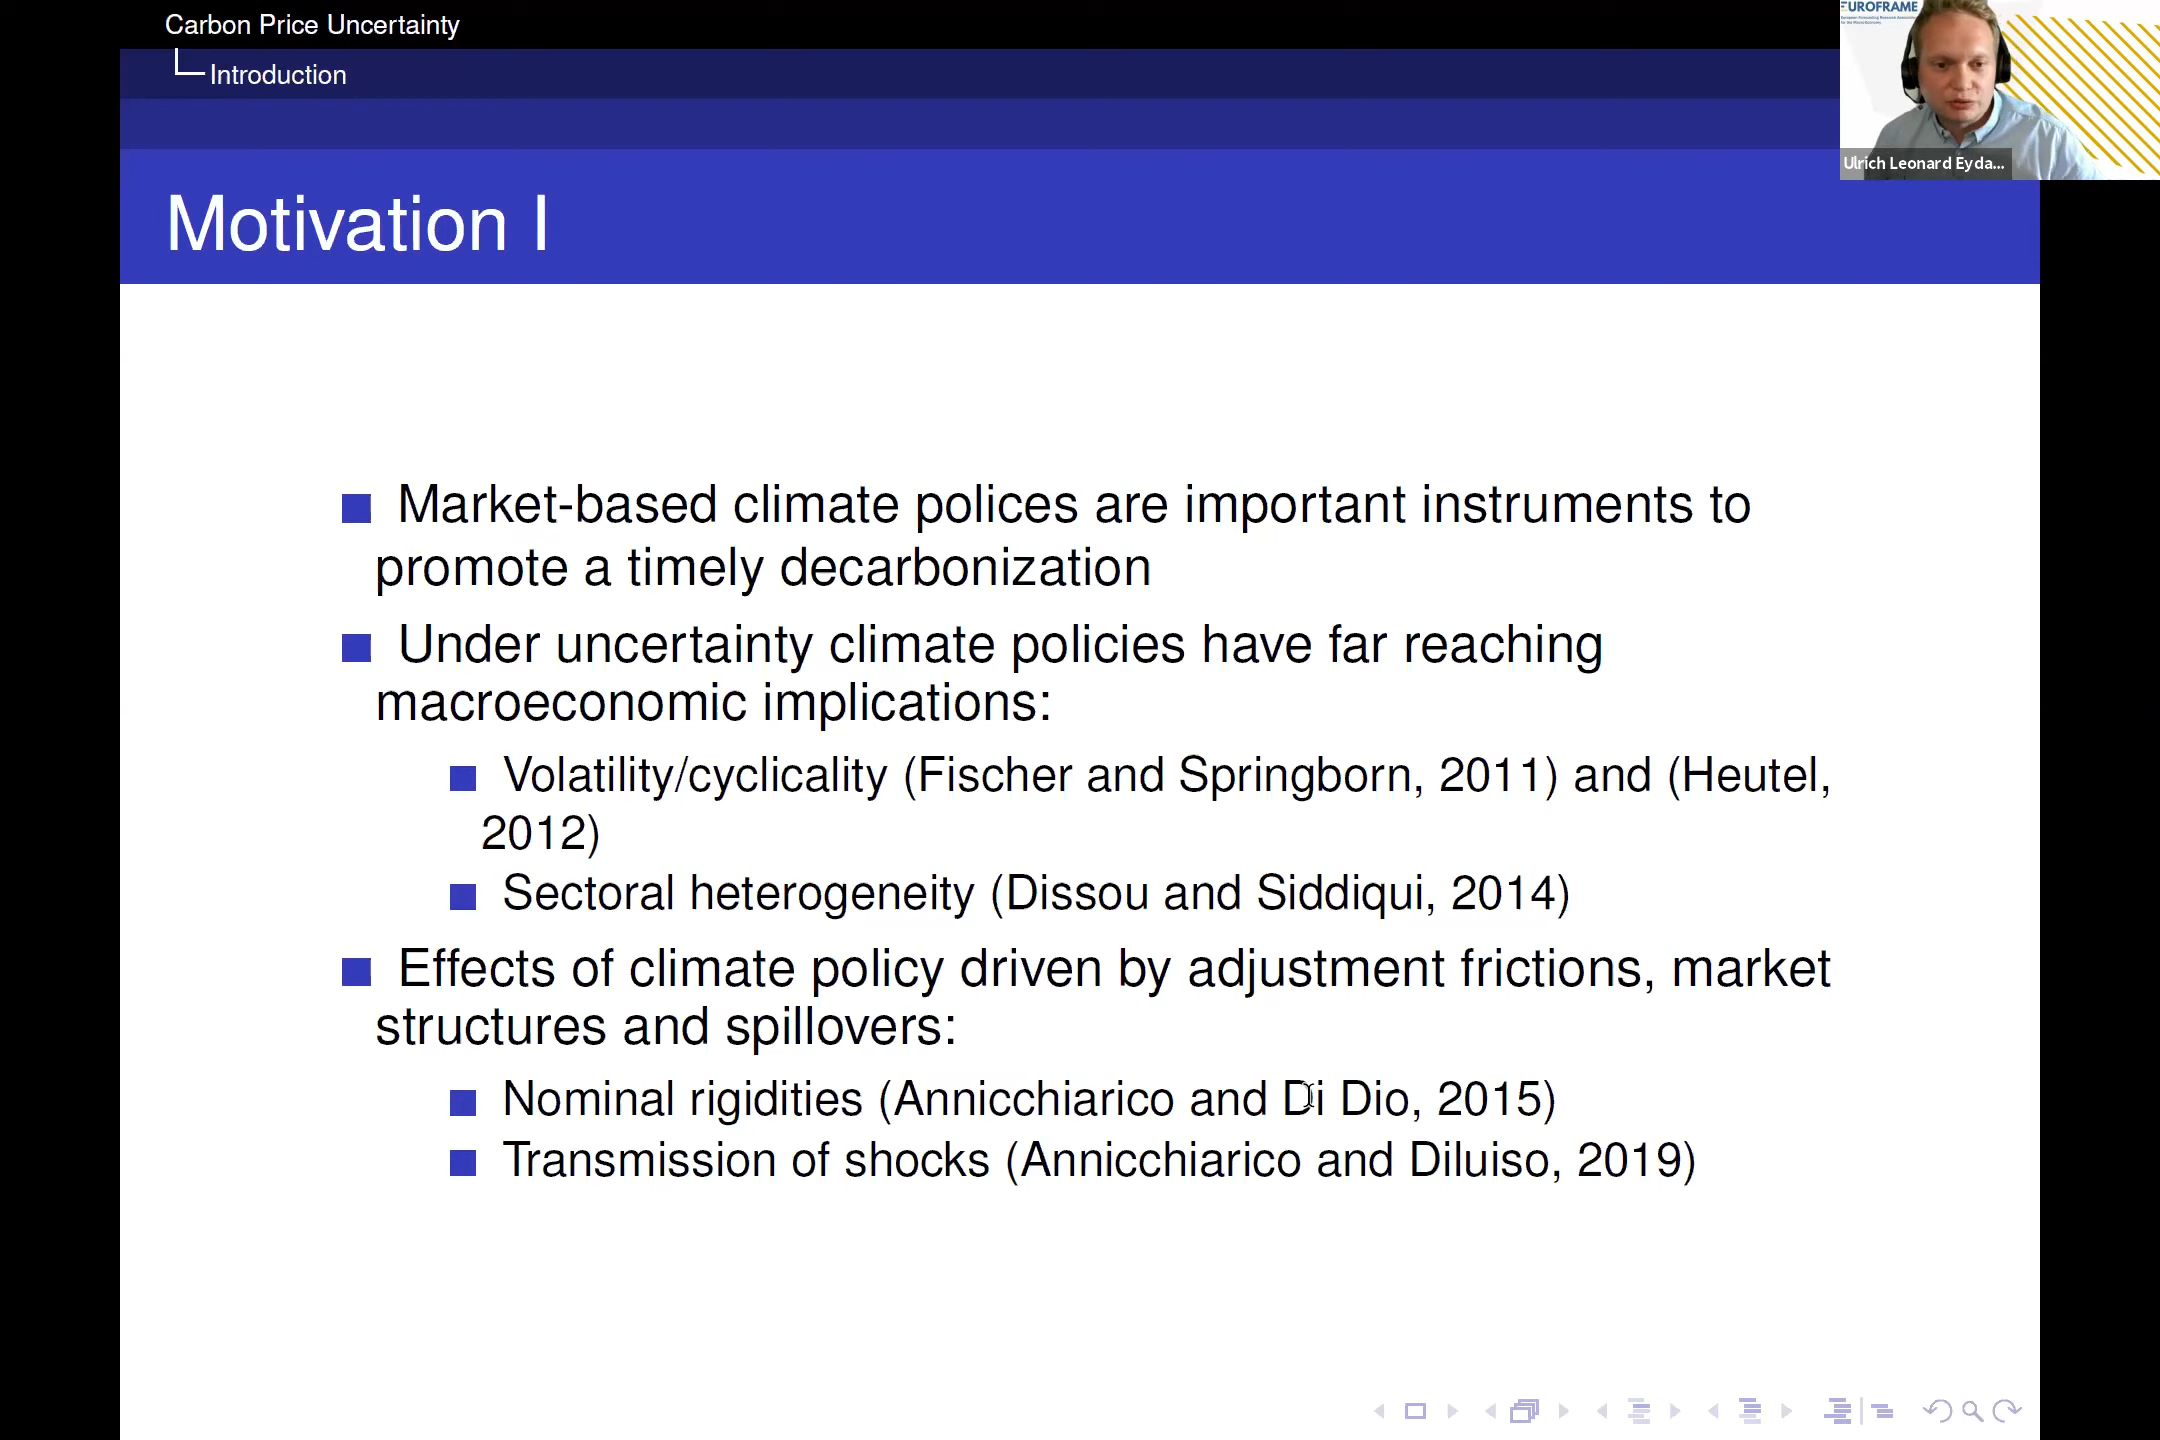 Carbon Price Uncertainty
Introduction
EUROFRAME
Ulrich Leonard Eyda...
Motivation I
Market-based climate polices are important instruments to
promote a timely decarbonization
Under uncertainty climate policies have far reaching
macroeconomic implications:
Volatility/cyclicality (Fischer and Springborn, 2011) and (Heutel,
2012)
Sectoral heterogeneity (Dissou and Siddiqui, 2014)
Effects of climate policy driven by adjustment frictions, market
structures and spillovers:
Nominal rigidities (Annicchiarico and Di Dio, 2015)
Transmission of shocks (Annicchiarico and Diluiso, 2019)